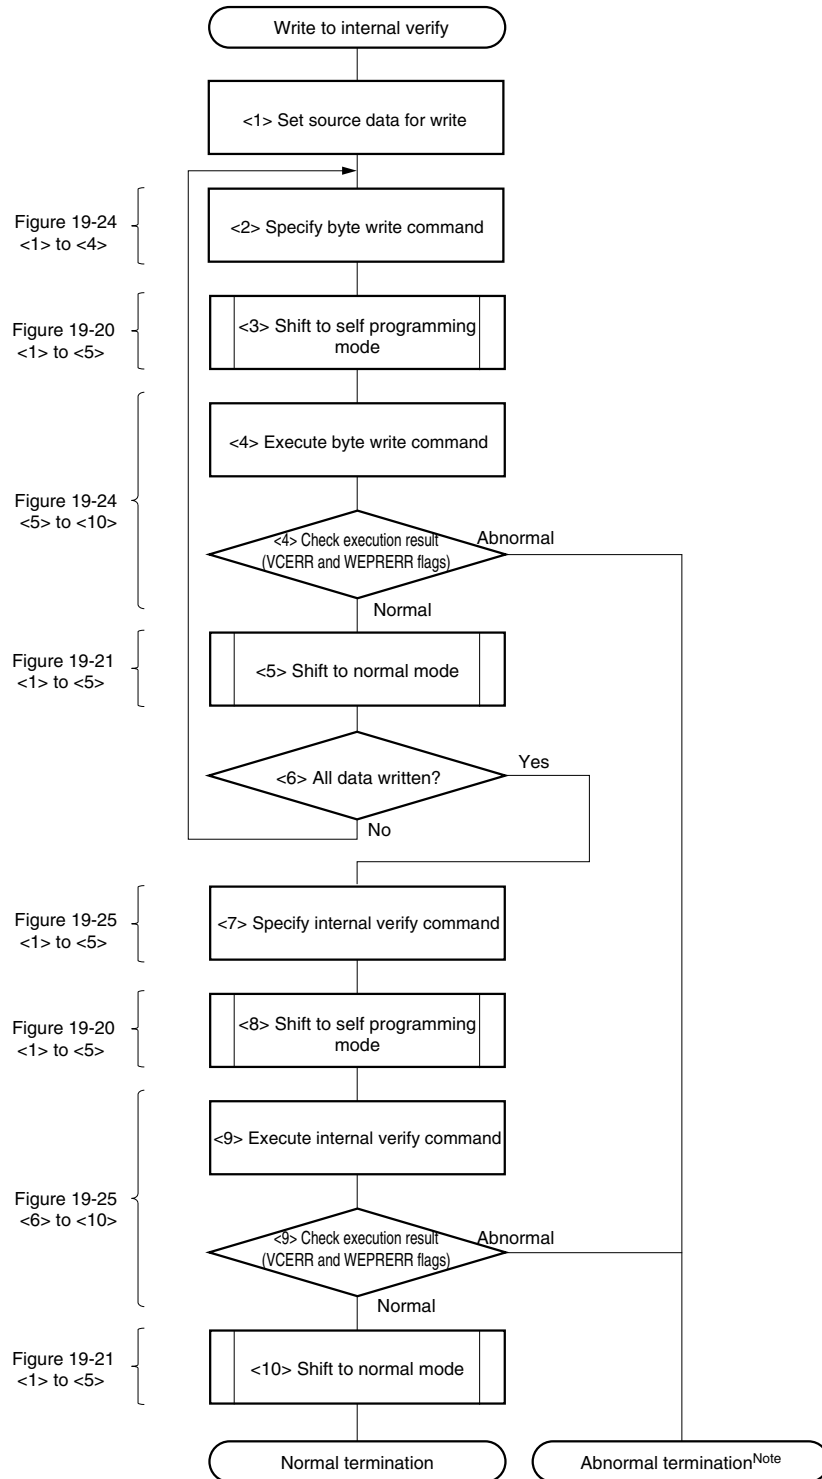 Write to internal verify
<1> Set source data for write
Figure 19-24
<1> to <4>
<2> Specify byte write command
Figure 19-20
<1> to <5>
<3> Shift to self programming
mode
<4> Execute byte write command
Figure 19-24
<5> to <10>
<4> Check execution result
(VCERR and WEPRERR flags)
Abnormal
Normal
Figure 19-21
<1> to <5>
<5> Shift to normal mode
<6> All data written?
Yes
No
Figure 19-25
<1> to <5>
<7> Specify internal verify command
Figure 19-20
<1> to <5>
<8> Shift to self programming
mode
<9> Execute internal verify command
Figure 19-25
<6> to <10>
<9> Check execution result
(VCERR and WEPRERR flags)
Abnormal
Normal
Figure 19-21
<1> to <5>
<10> Shift to normal mode
Normal termination
Abnormal termination Note